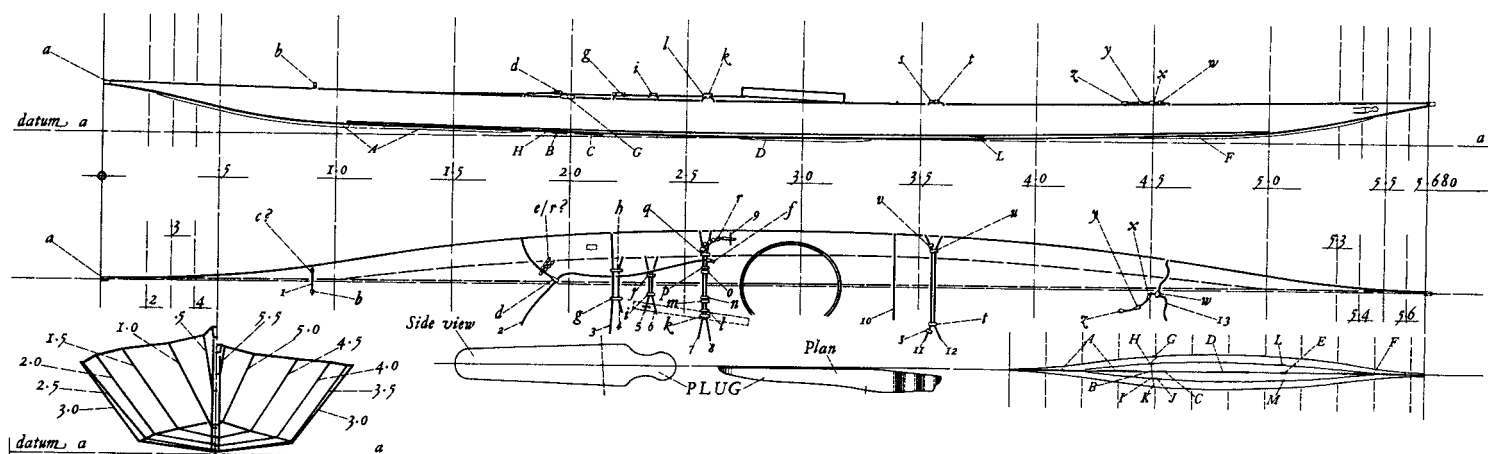 a b d g i l k s t y z x w
datum a
A H B C G D L F a
.5 1.0 1.5 2.0 2.5 3.0 3.5 4.0 4.5 5.0 5.5 5.680
3 c? e/r? h q r 9 f v u y x 5.3
a
.2 4 1 b d 2 g 3 4 i 5 6 r p m k 7 8 l n o 10 s 11 12 t z w 13 5.4 5.6
.5 5.5
1.0 5.0
1.5 4.5
2.0 4.0
2.5 3.5
3.0 3.0
Side view
Plan
PLUG
A H G D L E F
B I K J C M
datum a a